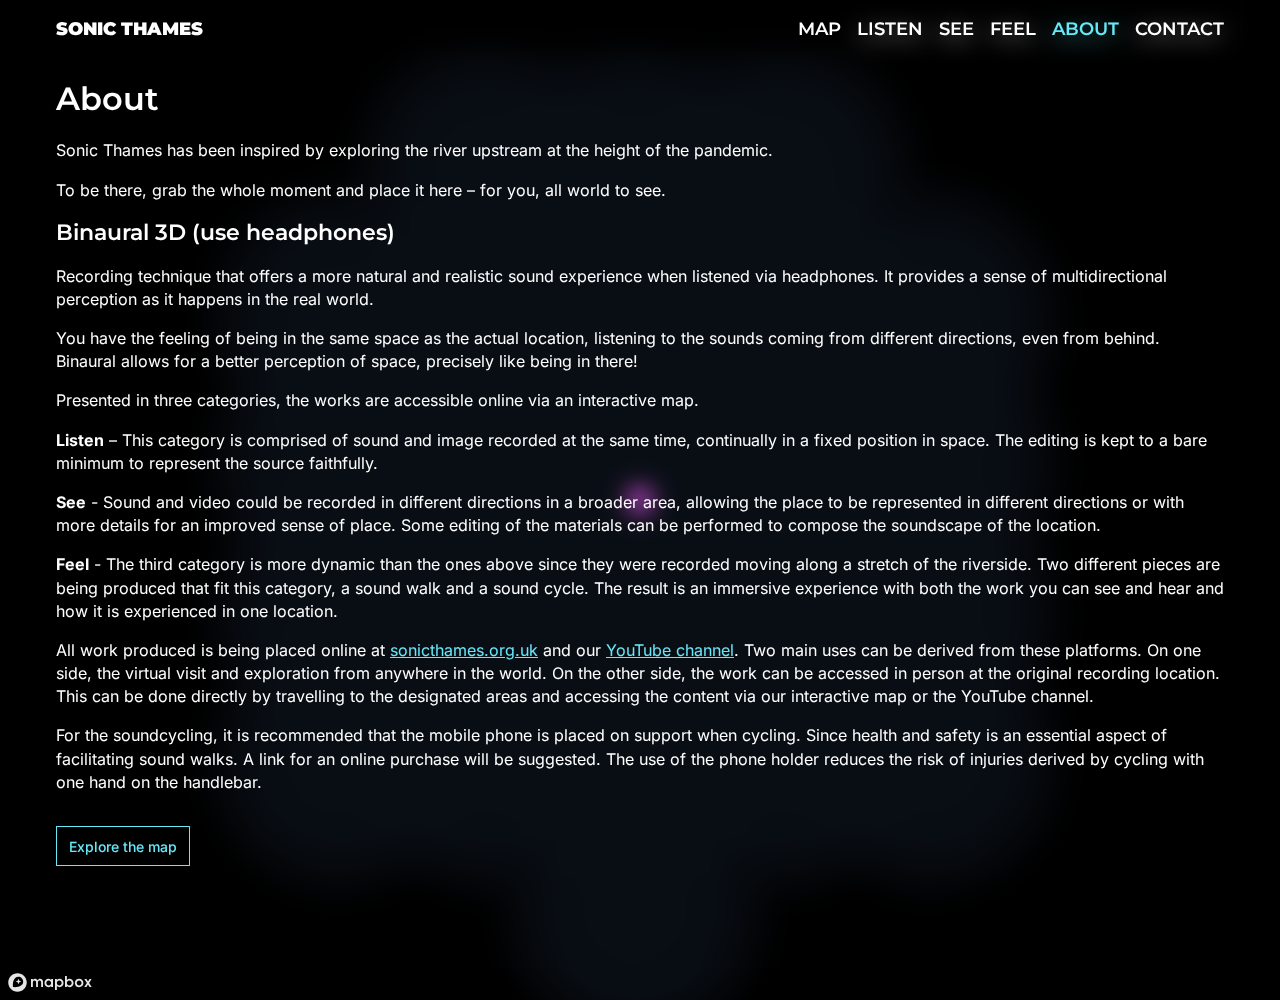 SONIC THAMES
MAP LISTEN SEE FEEL ABOUT CONTACT
About
Sonic Thames has been inspired by exploring the river upstream at the height of the pandemic.
To be there, grab the whole moment and place it here – for you, all world to see.
Binaural 3D (use headphones)
Recording technique that offers a more natural and realistic sound experience when listened via headphones. It provides a sense of multidirectional
perception as it happens in the real world.
You have the feeling of being in the same space as the actual location, listening to the sounds coming from different directions, even from behind.
Binaural allows for a better perception of space, precisely like being in there!
Presented in three categories, the works are accessible online via an interactive map.
Listen – This category is comprised of sound and image recorded at the same time, continually in a fixed position in space. The editing is kept to a bare
minimum to represent the source faithfully.
See - Sound and video could be recorded in different directions in a broader area, allowing the place to be represented in different directions or with
more details for an improved sense of place. Some editing of the materials can be performed to compose the soundscape of the location.
Feel - The third category is more dynamic than the ones above since they were recorded moving along a stretch of the riverside. Two different pieces are
being produced that fit this category, a sound walk and a sound cycle. The result is an immersive experience with both the work you can see and hear and
how it is experienced in one location.
All work produced is being placed online at sonicthames.org.uk and our YouTube channel. Two main uses can be derived from these platforms. On one
side, the virtual visit and exploration from anywhere in the world. On the other side, the work can be accessed in person at the original recording location.
This can be done directly by travelling to the designated areas and accessing the content via our interactive map or the YouTube channel.
For the soundcycling, it is recommended that the mobile phone is placed on support when cycling. Since health and safety is an essential aspect of
facilitating sound walks. A link for an online purchase will be suggested. The use of the phone holder reduces the risk of injuries derived by cycling with
one hand on the handlebar.
Explore the map
mapbox